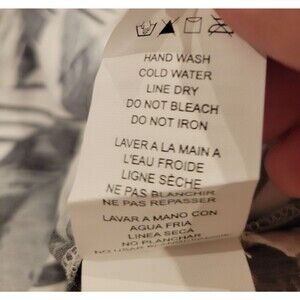 HAND WASH
COLD WATER
LINE DRY
DO NOT BLEACH
DO NOT IRON
LAVER A LA MAIN A
L'EAU FROIDE
LIGNE SÈCHE
NE PAS BLANCHIR
NE PAS REPASSER
LAVAR A MANO CON
AGUA FRIA
LINEA SECA
NO PLANCHAR